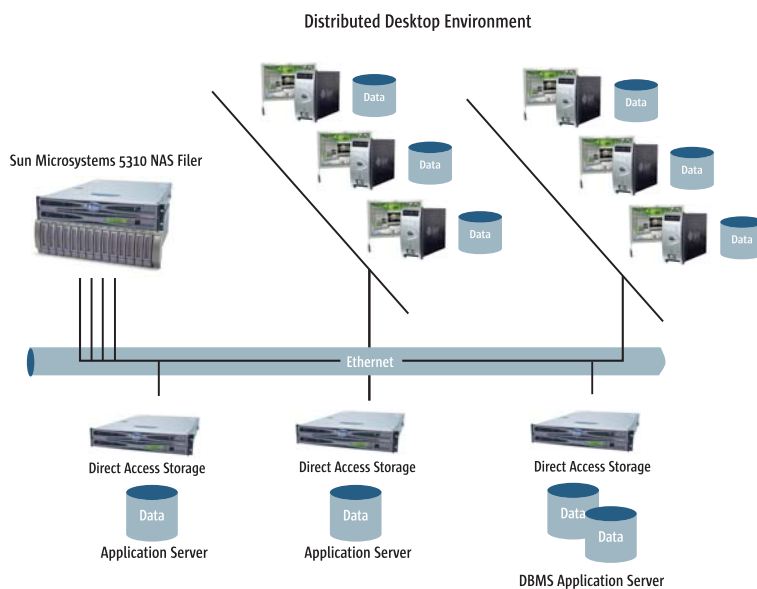 Distributed Desktop Environment
Data
Data
Data
Data
Data
Data
Sun Microsystems 5310 NAS Filer
Ethernet
Direct Access Storage
Direct Access Storage
Direct Access Storage
Data
Data
Data
Data
Application Server
Application Server
DBMS Application Server